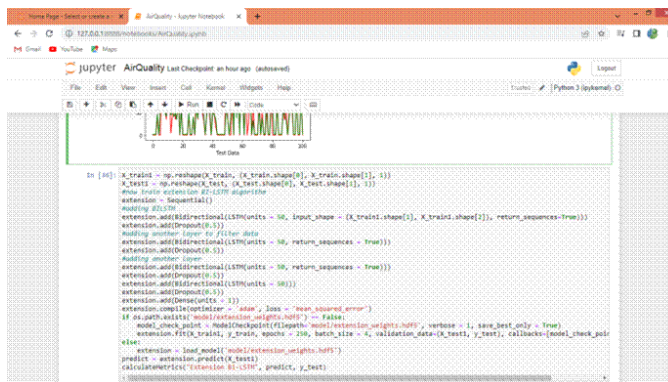 Home Page - Select or create a
AirQuality - Jupyter Notebook
127.0.0.1:8888/notebooks/AirQuality.ipynb
Gmail
YouTube
Maps
jupyter AirQuality Last Checkpoint: an hour ago (autosaved)
Logout
File Edit View Insert Cell Kernel Widgets Help
Trusted
Python 3 (ipykernel)
Run
Code
0 20 40 60 80 100
Test Data
In [36]:
X_train1 = np.reshape(X_train, (X_train.shape[0], X_train.shape[1], 1))
X_test1 = np.reshape(X_test, (X_test.shape[0], X_test.shape[1], 1))
#now train extension BI-LSTM algorithm
extension = Sequential()
#adding BILSTM
extension.add(Bidirectional(LSTM(units = 50, input_shape = (X_train1.shape[1], X_train1.shape[2]), return_sequences=True)))
extension.add(Dropout(0.5))
#adding another layer to filter data
extension.add(Bidirectional(LSTM(units = 50, return_sequences = True)))
extension.add(Dropout(0.5))
#adding another layer
extension.add(Bidirectional(LSTM(units = 50, return_sequences = True)))
extension.add(Dropout(0.5))
extension.add(Bidirectional(LSTM(units = 50)))
extension.add(Dropout(0.5))
extension.add(Dense(units = 1))
extension.compile(optimizer = 'adam', loss = 'mean_squared_error')
if os.path.exists('model/extension_weights.hdf5') == False:
model_check_point = ModelCheckpoint(filepath='model/extension_weights.hdf5', verbose = 1, save_best_only = True)
extension.fit(X_train1, y_train, epochs = 250, batch_size = 4, validation_data=(X_test1, y_test), callbacks=[model_check_poin
else:
extension = load_model('model/extension_weights.hdf5')
predict = extension.predict(X_test1)
calculateMetrics("Extension Bi-LSTM", predict, y_test)